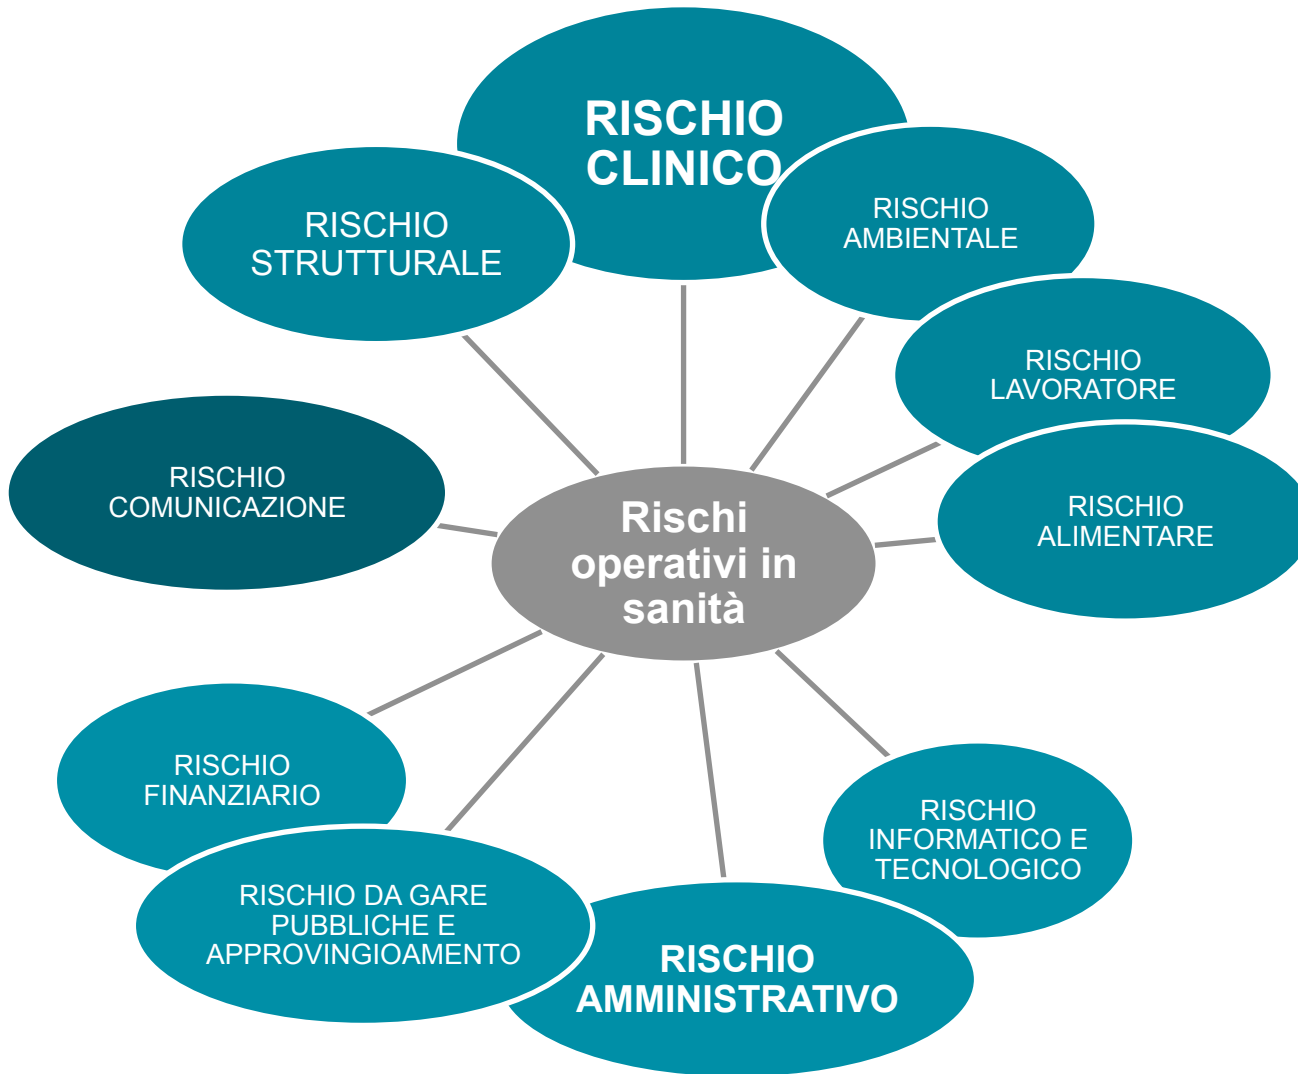 RISCHIO
CLINICO
RISCHIO
AMBIENTALE
RISCHIO
STRUTTURALE
RISCHIO
LAVORATORE
RISCHIO
COMUNICAZIONE
RISCHIO
ALIMENTARE
Rischi
operativi in
sanità
RISCHIO
FINANZIARIO
RISCHIO
INFORMATICO E
TECNOLOGICO
RISCHIO DA GARE
PUBBLICHE E
APPROVINGIOAMENTO
RISCHIO
AMMINISTRATIVO